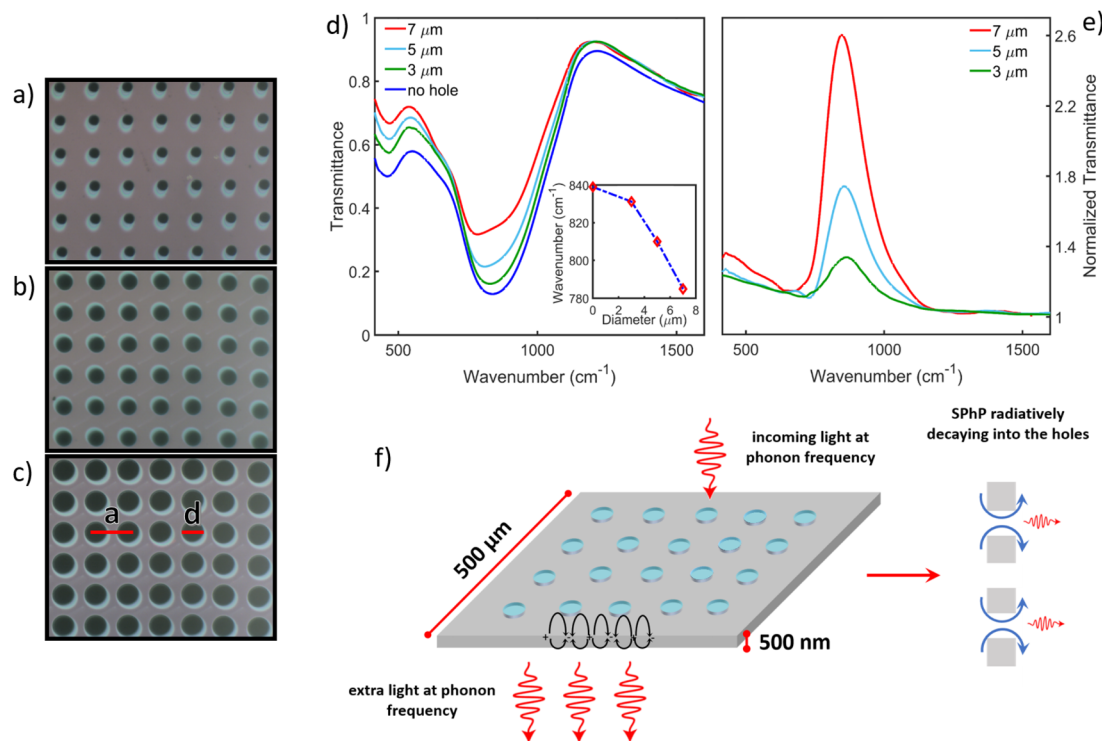 a)
b)
c)
a
d
d)
7 μm
5 μm
3 μm
no hole
Transmittance
1
0.8
0.6
0.4
0.2
0
500
1000
1500
Wavenumber (cm-1)
Wavenumber (cm-1)
840
820
800
780
0
2
4
6
8
Diameter (μm)
e)
7 μm
5 μm
3 μm
2.6
2.2
1.8
1.4
1
Normalized Transmittance
500
1000
1500
Wavenumber (cm-1)
f)
incoming light at
phonon frequency
500 μm
500 nm
extra light at phonon
frequency
SPhP radiatively
decaying into the holes